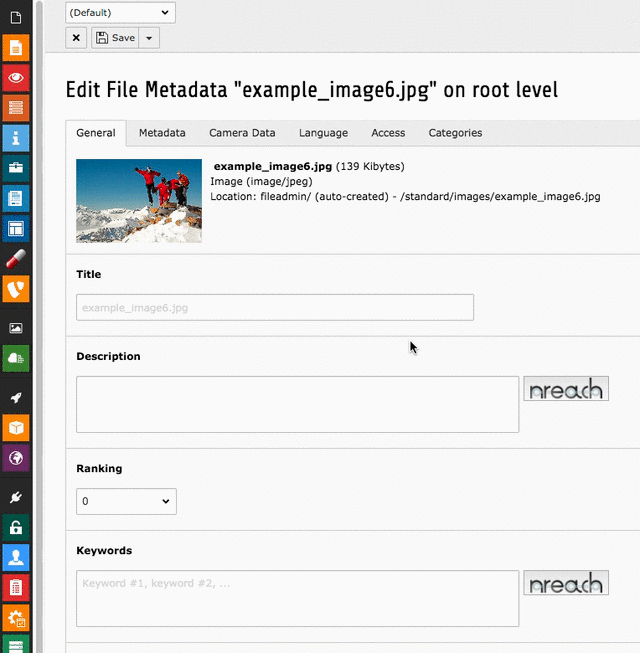 (Default)
Save
Edit File Metadata "example_image6.jpg" on root level
General Metadata Camera Data Language Access Categories
example_image6.jpg (139 Kibytes)
Image (image/jpeg)
Location: fileadmin/ (auto-created) - /standard/images/example_image6.jpg
Title
example_image6.jpg
Description
nreach
Ranking
0
Keywords
Keyword #1, keyword #2, ...
nreach